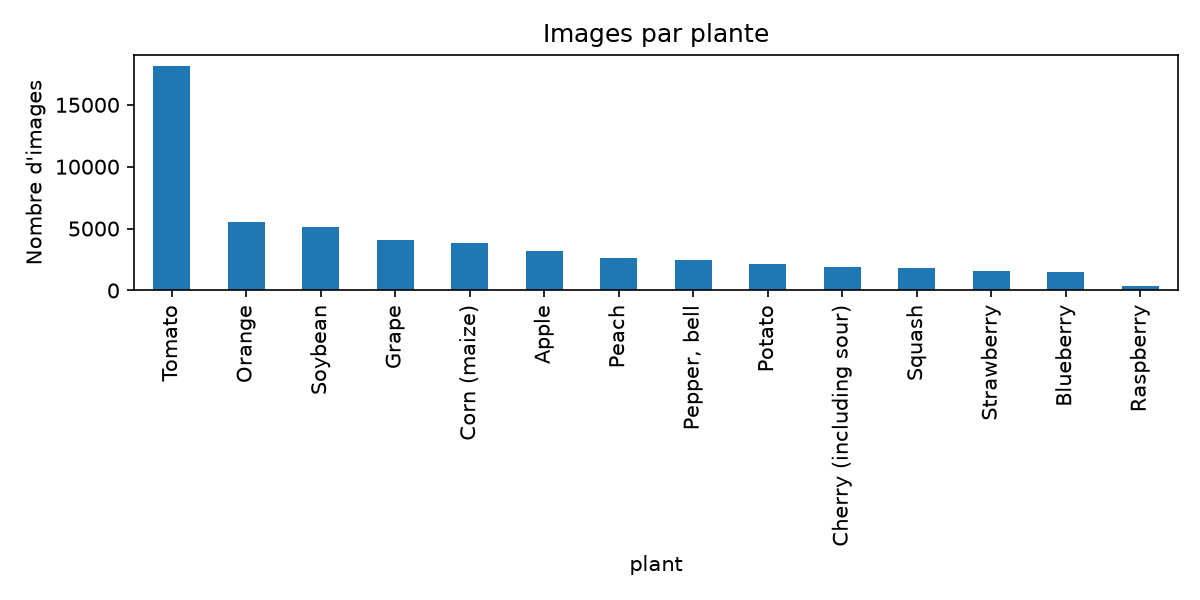 Images par plante
Nombre d'images
15000
10000
5000
0
Tomato
Orange
Soybean
Grape
Corn (maize)
Apple
Peach
Pepper, bell
Potato
Cherry (including sour)
Squash
Strawberry
Blueberry
Raspberry
plant